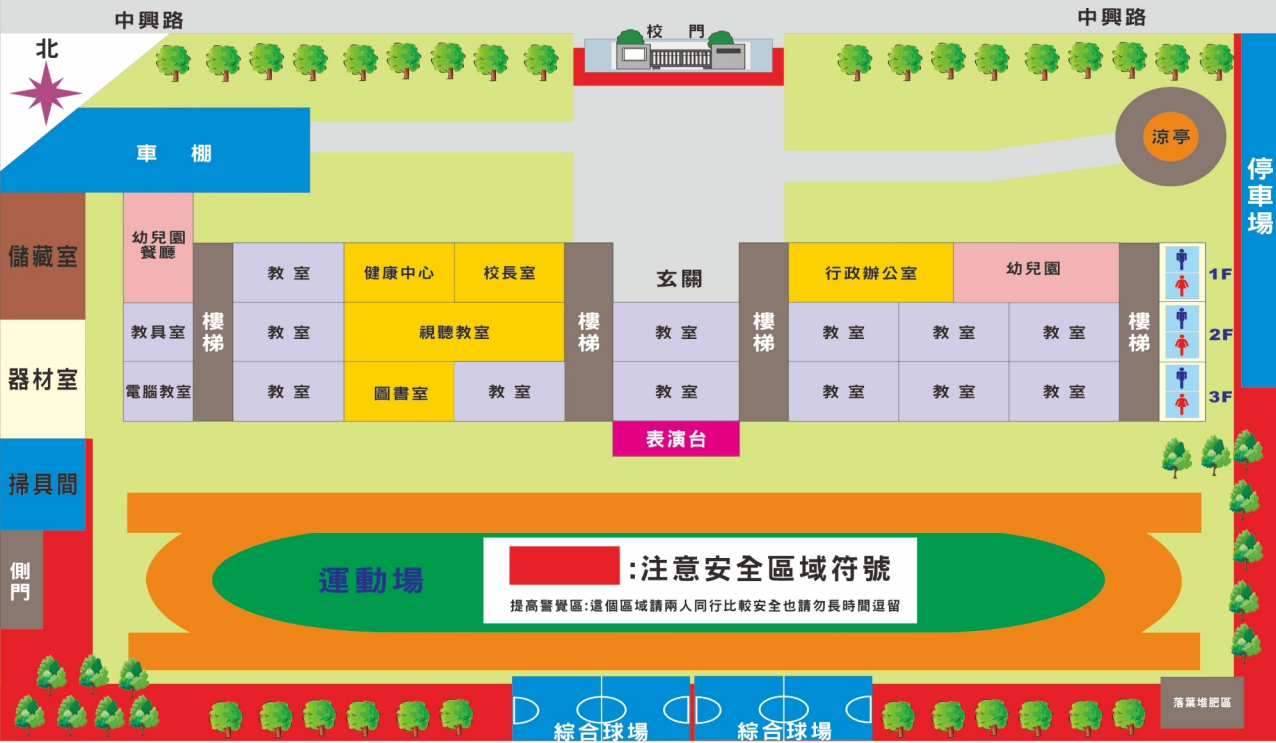 中興路
中興路
北
校 門
車 棚
涼亭
停車場
儲藏室
幼兒園
餐廳
教 室
健康中心
校長室
玄關
行政辦公室
幼兒園
1F
樓梯
樓梯
樓梯
樓梯
教具室
教 室
視聽教室
教 室
教 室
教 室
教 室
2F
器材室
電腦教室
教 室
圖書室
教 室
教 室
教 室
教 室
教 室
3F
表演台
掃具間
側門
運動場
:注意安全區域符號
提高警覺區:這個區域請兩人同行比較安全也請勿長時間逗留
落葉堆肥區
綜合球場
綜合球場